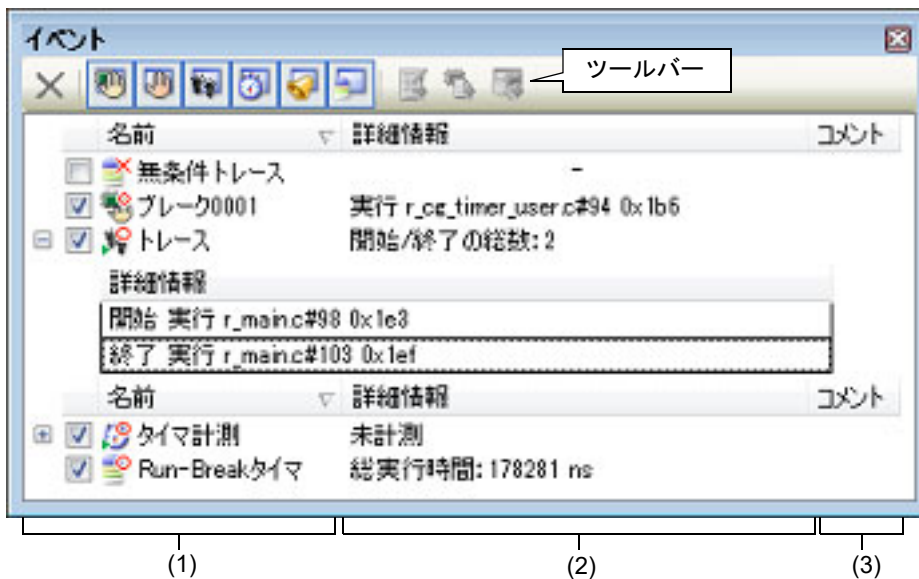 イベント
ツールバー
名前 詳細情報 コメント
無条件トレース -
ブレーク0001 実行 r_cg_timer_user.c#94 0x1b6
トレース 開始/終了の総数: 2
詳細情報
開始 実行 r_main.c#98 0x1e3
終了 実行 r_main.c#103 0x1ef
名前 詳細情報 コメント
タイマ計測 未計測
Run-Breakタイマ 総実行時間: 178281 ns
(1) (2) (3)